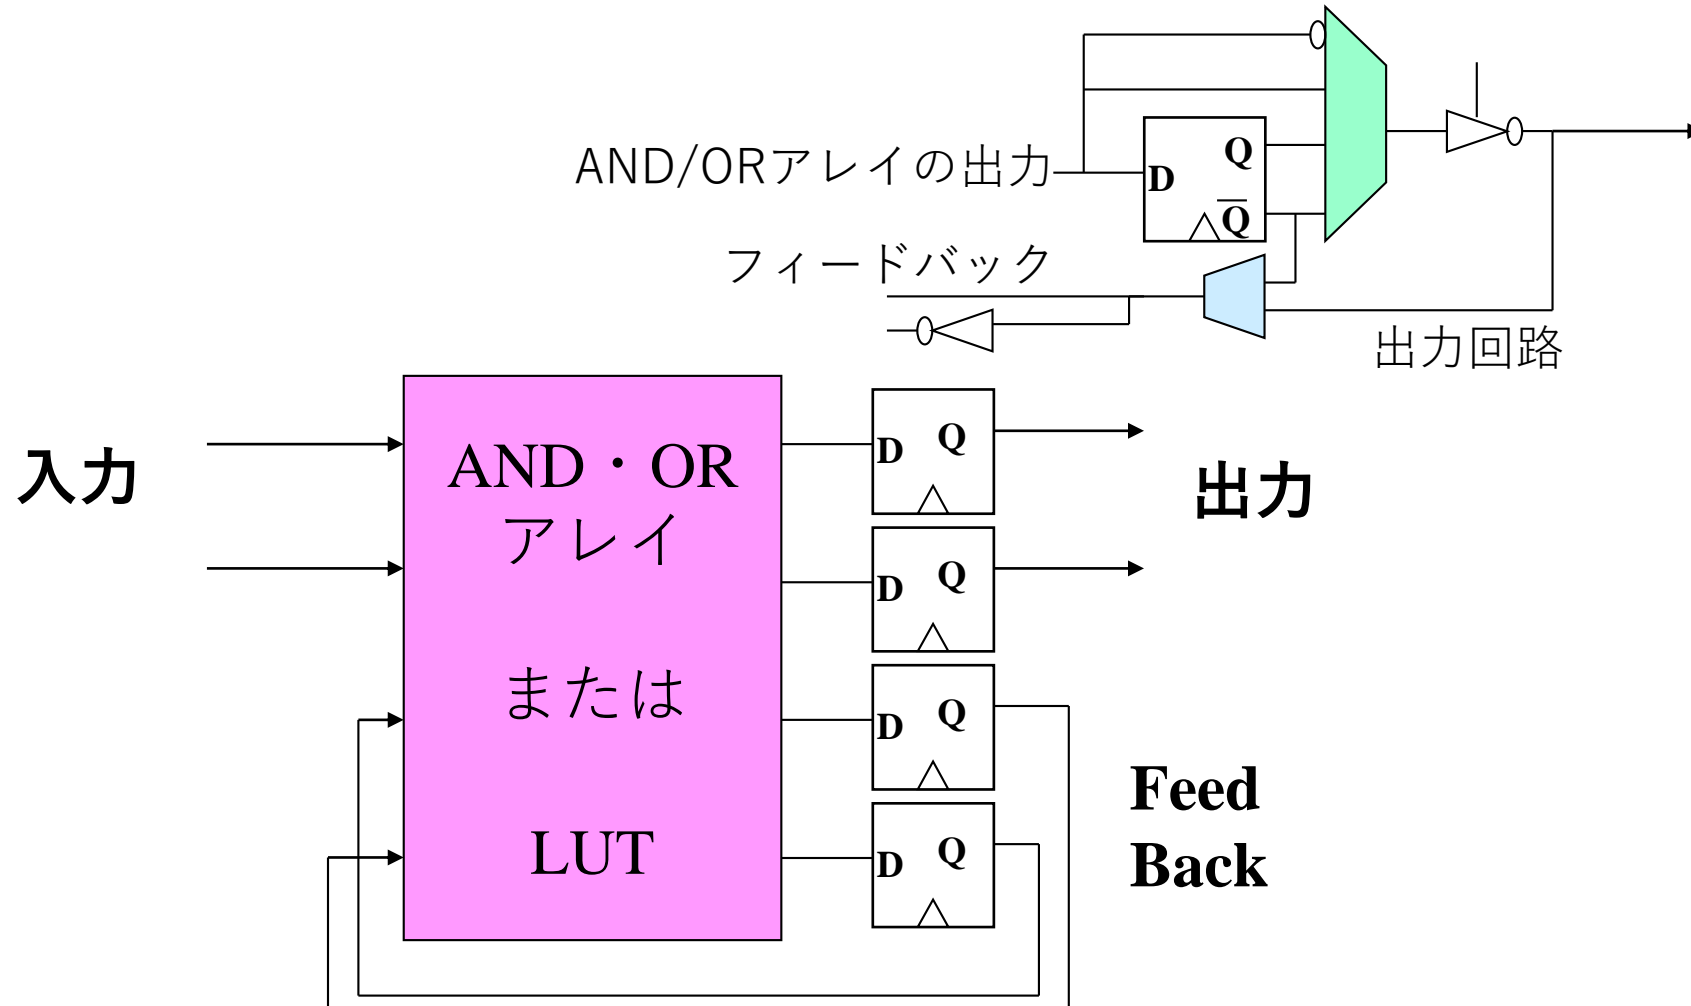 AND/ORアレイの出力
D
Q
Q
フィードバック
出力回路
入力
AND・OR
アレイ
または
LUT
D Q
D Q
D Q
D Q
出力
Feed
Back